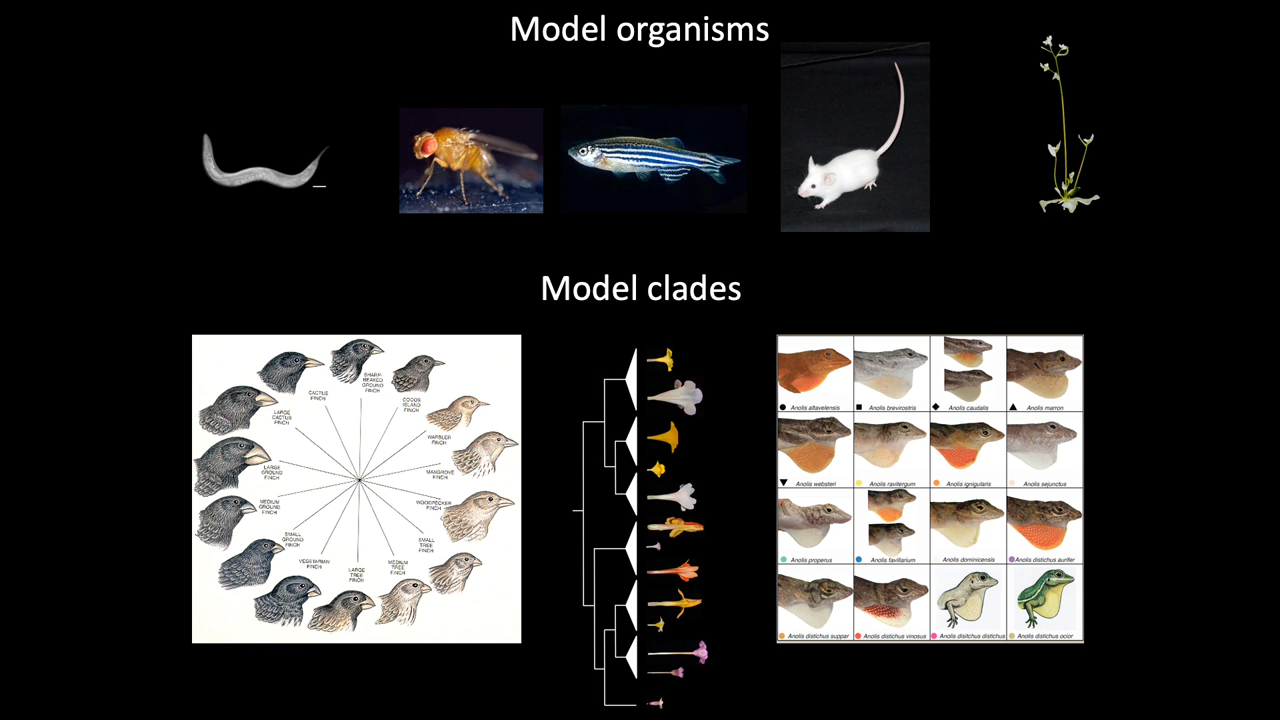 Model organisms
Model clades
SHARP-
BEAKED
GROUND
FINCH
CACTUS
FINCH
COCOS
ISLAND
FINCH
LARGE
CACTUS
FINCH
WARBLER
FINCH
LARGE
GROUND
FINCH
MANGROVE
FINCH
MEDIUM
GROUND
FINCH
WOODPECKER
FINCH
SMALL
GROUND
FINCH
SMALL
TREE
FINCH
VEGETARIAN
FINCH
LARGE
TREE
FINCH
MEDIUM
TREE
FINCH
Anolis altavelensis
Anolis brevirostris
Anolis caudalis
Anolis marron
Anolis websteri
Anolis ravitergum
Anolis ignigularis
Anolis sejunctus
Anolis properus
Anolis favillarium
Anolis dominicensis
Anolis distichus aurifer
Anolis distichus suppar
Anolis distichus vinosus
Anolis disitchus distichus
Anolis distichus ocior